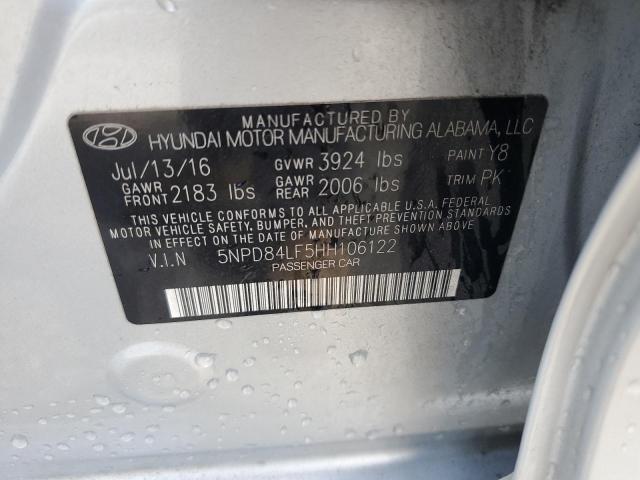 MANUFACTURED BY
HYUNDAI MOTOR MANUFACTURING ALABAMA, LLC
Jul/13/16 GVWR 3924 lbs PAINT Y8
GAWR FRONT 2183 lbs GAWR REAR 2006 lbs TRIM PK
THIS VEHICLE CONFORMS TO ALL APPLICABLE U.S.A. FEDERAL
MOTOR VEHICLE SAFETY, BUMPER, AND THEFT PREVENTION
STANDARDS IN EFFECT ON THE DATE OF MANUFACTURE SHOWN ABOVE.
V.I.N 5NPD84LF5HH106122
PASSENGER CAR